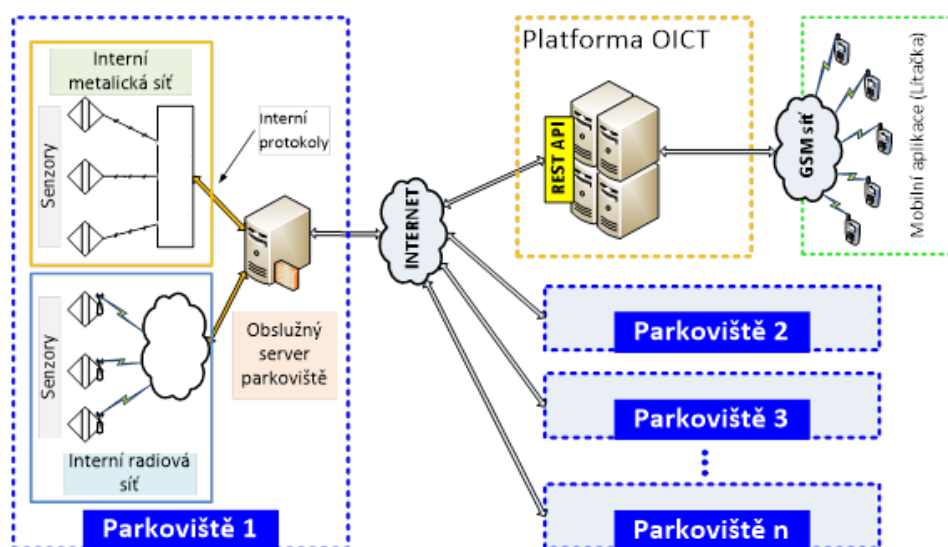 Interní
metalická síť
Senzory
Interní
protokoly
Senzory
Interní radiová
síť
Obslužný
server
parkoviště
Parkoviště 1
INTERNET
Platforma OICT
REST API
GSM síť
Mobilní aplikace (Lítačka)
Parkoviště 2
Parkoviště 3
Parkoviště n